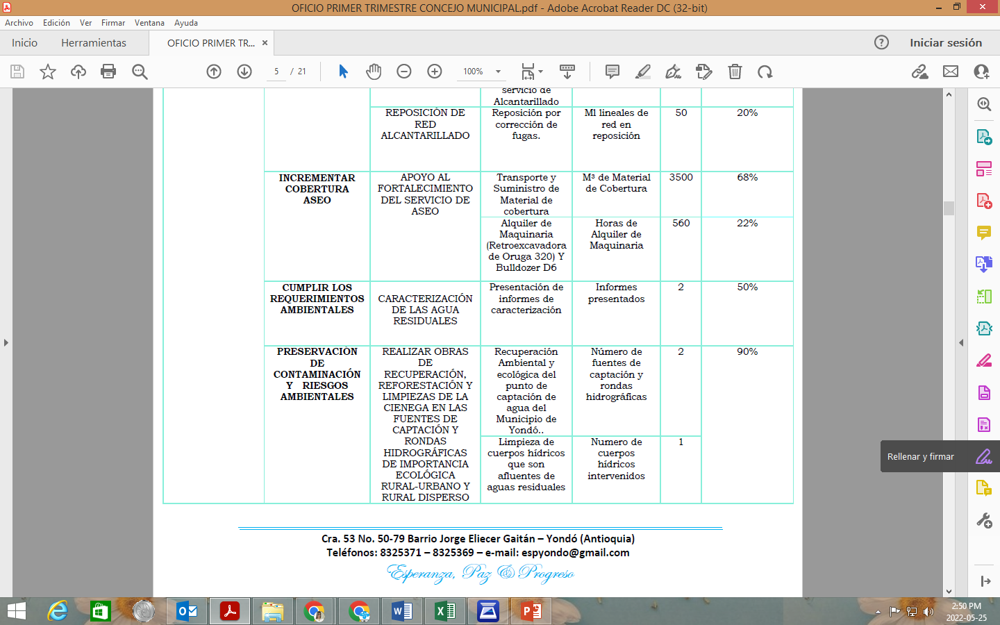 OFICIO PRIMER TRIMESTRE CONCEJO MUNICIPAL.pdf - Adobe Acrobat Reader DC (32-bit)
Archivo Edición Ver Firmar Ventana Ayuda
Inicio Herramientas OFICIO PRIMER TR... Iniciar sesión
5 / 21 100%
servicio de
Alcantarillado
REPOSICIÓN DE
RED
ALCANTARILLADO
Reposición por
corrección de
fugas.
Ml lineales de
red en
reposición
50
20%
INCREMENTAR
COBERTURA
ASEO
APOYO AL
FORTALECIMIENTO
DEL SERVICIO DE
ASEO
Transporte y
Suministro de
Material de
cobertura
M³ de Material
de Cobertura
3500
68%
Alquiler de
Maquinaria
(Retroexcavadora
de Oruga 320) Y
Bulldozer D6
Horas de
Alquiler de
Maquinaria
560
22%
CUMPLIR LOS
REQUERIMIENTOS
AMBIENTALES
CARACTERIZACIÓN
DE LAS AGUA
RESIDUALES
Presentación de
informes de
caracterización
Informes
presentados
2
50%
PRESERVACIÓN
DE
CONTAMINACIÓN
Y RIESGOS
AMBIENTALES
REALIZAR OBRAS
DE
RECUPERACIÓN,
REFORESTACIÓN Y
LIMPIEZAS DE LA
CIENEGA EN LAS
FUENTES DE
CAPTACIÓN Y
RONDAS
HIDROGRÁFICAS
DE IMPORTANCIA
ECOLÓGICA
RURAL-URBANO Y
RURAL DISPERSO
Recuperación
Ambiental y
ecológica del
punto de
captación de
agua del
Municipio de
Yondó..
Número de
fuentes de
captación y
rondas
hidrográficas
2
90%
Limpieza de
cuerpos hídricos
que son
afluentes de
aguas residuales
Numero de
cuerpos
hídricos
intervenidos
1
Rellenar y firmar
Cra. 53 No. 50-79 Barrio Jorge Eliecer Gaitán – Yondó (Antioquia)
Teléfonos: 8325371 – 8325369 – e-mail: espyondo@gmail.com
Esperanza, Paz & Progreso
2:50 PM
2022-05-25